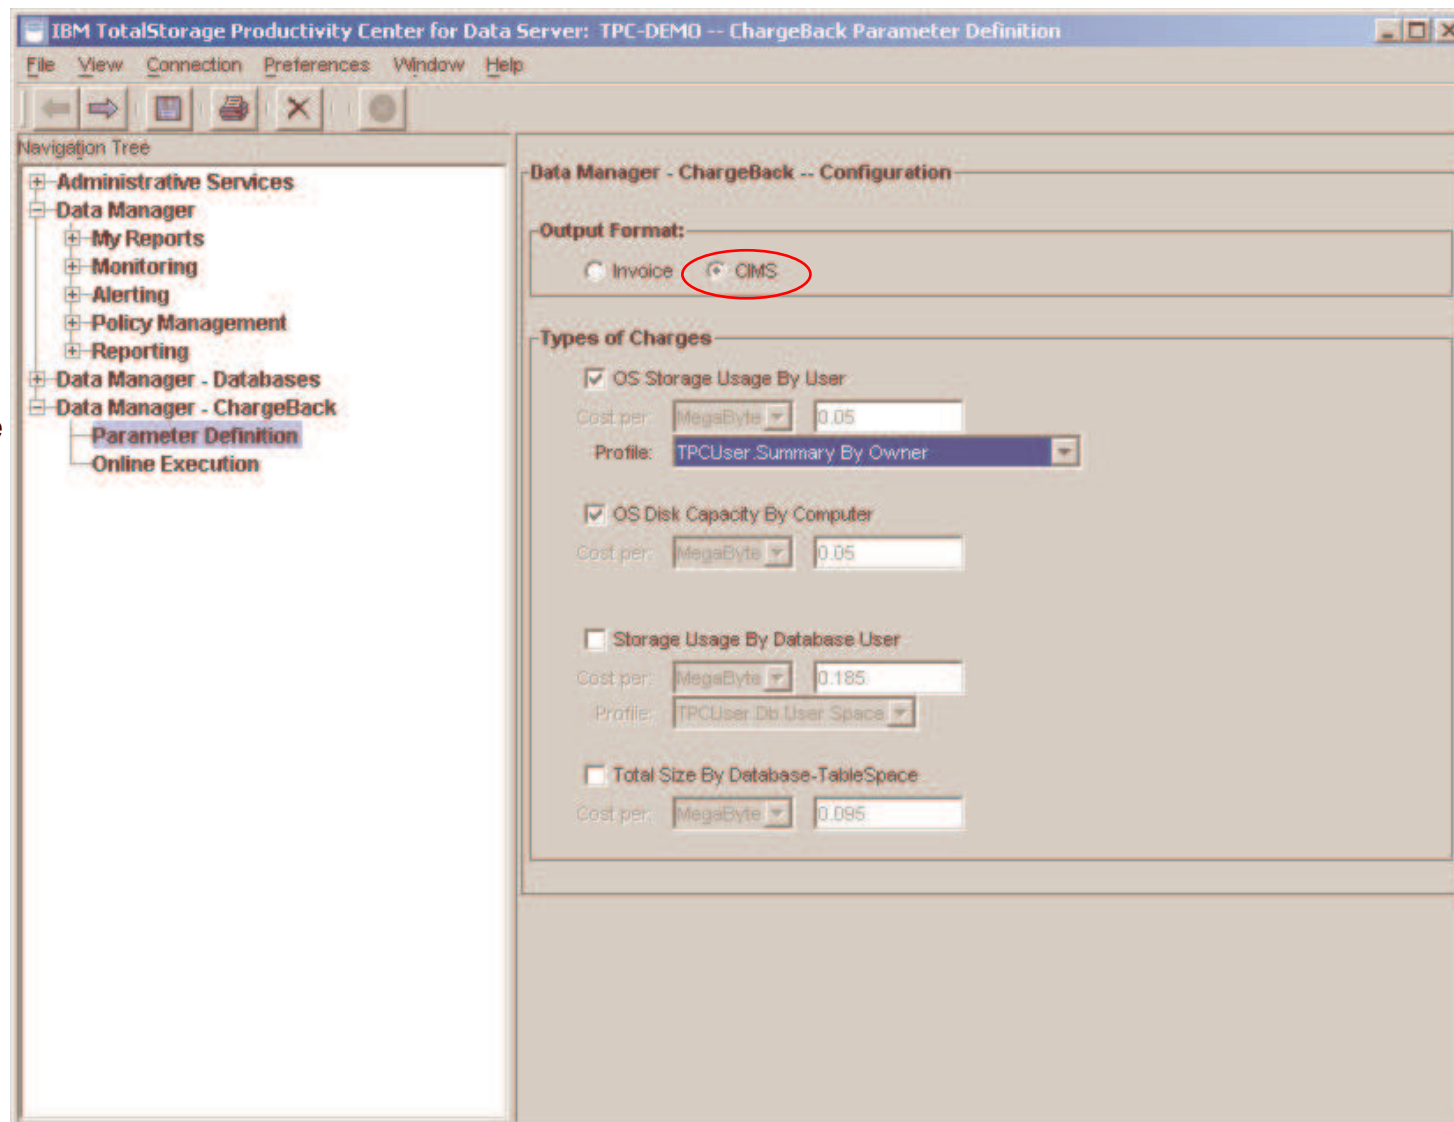 IBM TotalStorage Productivity Center for Data Server: TPC-DEMO -- ChargeBack Parameter Definition
File View Connection Preferences Window Help
Navigation Tree
Administrative Services
Data Manager
My Reports
Monitoring
Alerting
Policy Management
Reporting
Data Manager - Databases
Data Manager - ChargeBack
Parameter Definition
Online Execution
e
Data Manager - ChargeBack -- Configuration
Output Format:
Invoice CIMS
Types of Charges
OS Storage Usage By User
Cost per: MegaByte 0.05
Profile: TPCUser.Summary By Owner
OS Disk Capacity By Computer
Cost per: MegaByte 0.05
Storage Usage By Database User
Cost per: MegaByte 0.185
Profile: TPCUser.Db User Space
Total Size By Database-TableSpace
Cost per: MegaByte 0.095